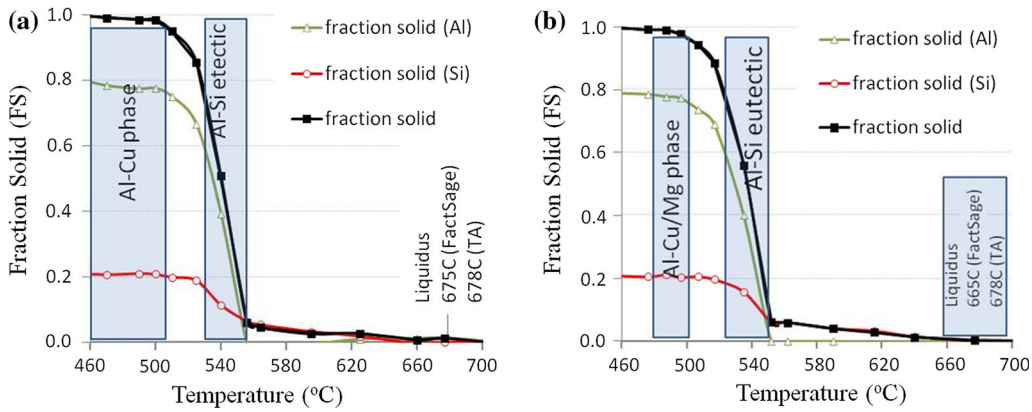 (a)
Fraction Solid (FS)
1.0
0.8
0.6
0.4
0.2
0.0
Al-Cu phase
Al-Si etectic
fraction solid (Al)
fraction solid (Si)
fraction solid
Liquidus
675C (FactSage)
678C (TA)
460
500
540
580
620
660
700
Temperature (°C)
(b)
Fraction Solid (FS)
1.0
0.8
0.6
0.4
0.2
0.0
Al-Cu/Mg phase
Al-Si eutectic
fraction solid (Al)
fraction solid (Si)
fraction solid
Liquidus
665C (FactSage)
678C (TA)
460
500
540
580
620
660
700
Temperature (°C)